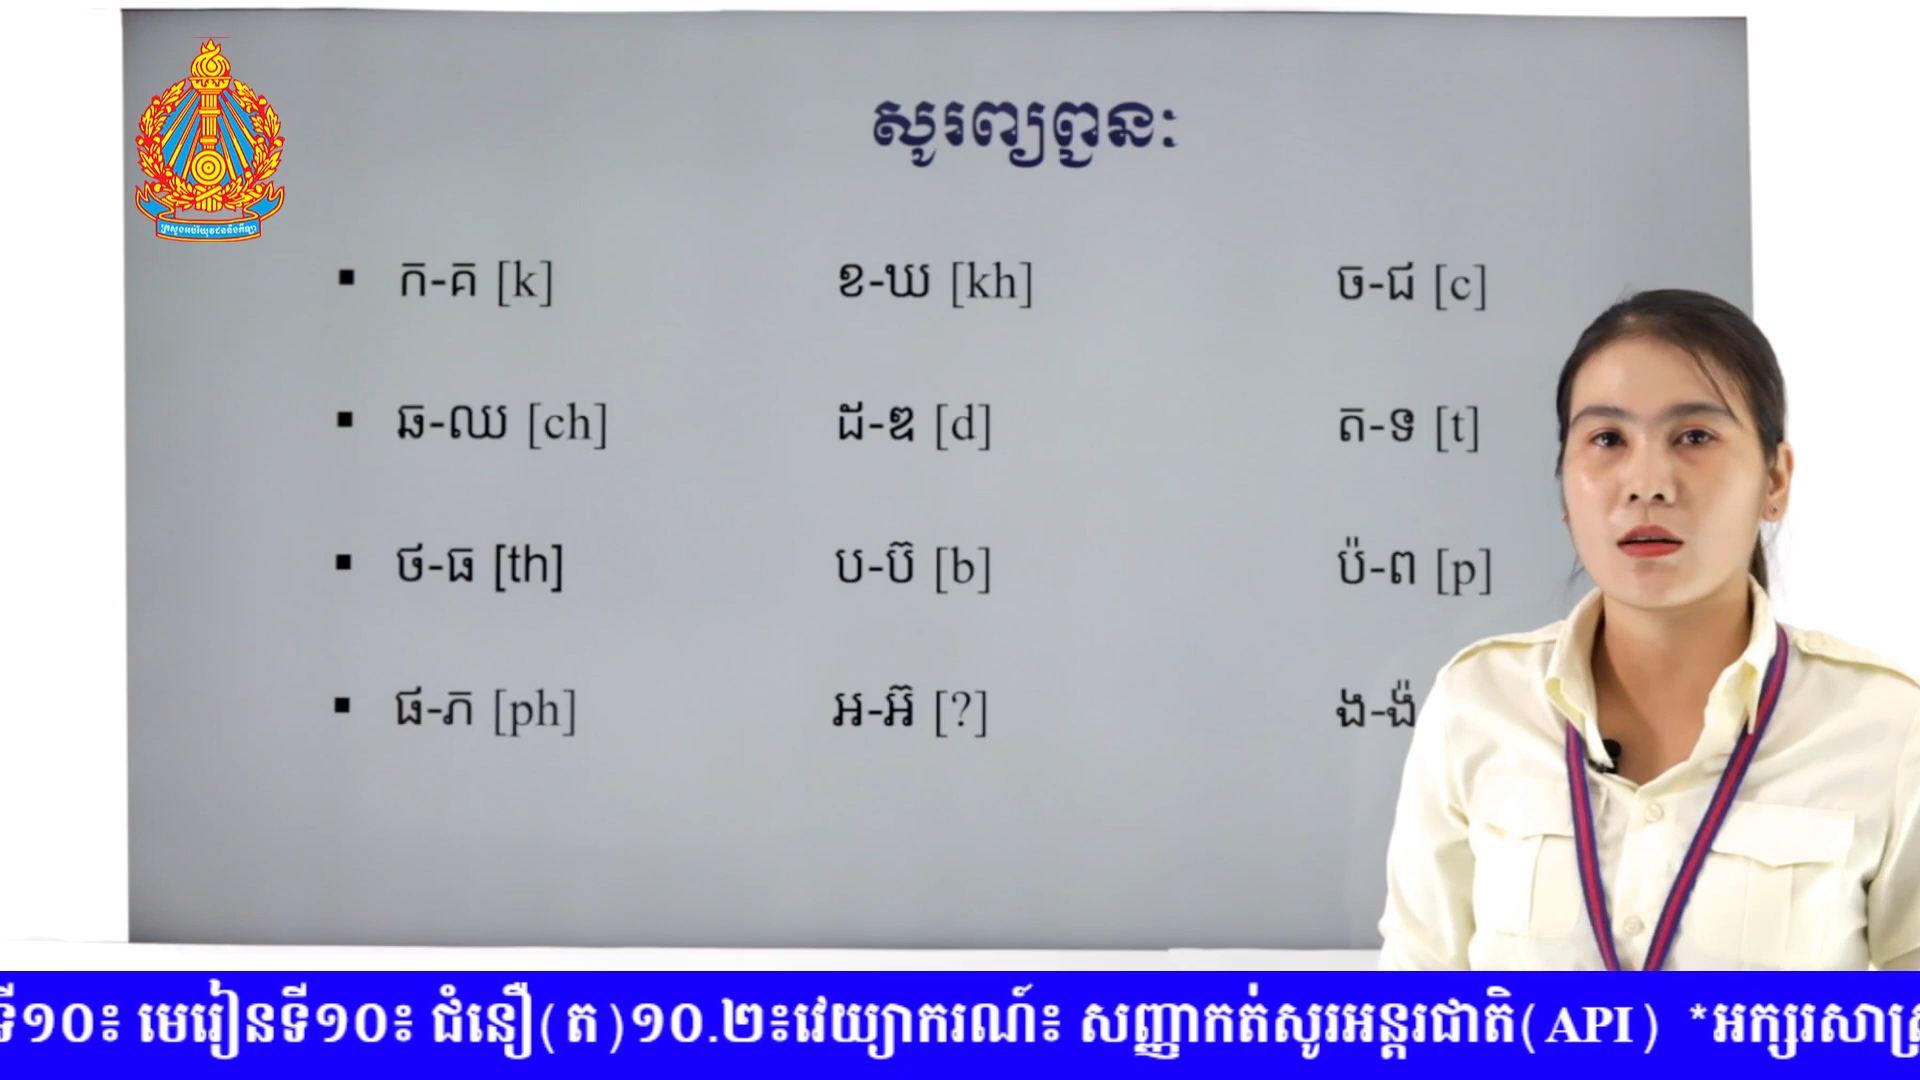 សូរព្យព្ជានៈ
▪ ក-គ [k] ខ-ឃ [kh] ច-ជ [c]
▪ ឆ-ឈ [ch] ដ-ឌ [d] ត-ទ [t]
▪ ថ-ធ [th] ប-ប៊ [b] ប៉-ព [p]
▪ ផ-ភ [ph] អ-អ៊ [?] ង-ង៉
ទី១០៖ មេរៀនទី១០៖ ជំនឿ(ត)១០.២៖វេយ្យាករណ៍៖ សញ្ញាកត់សូរអន្តរជាតិ(API) *អក្សរសាស្ត្រ